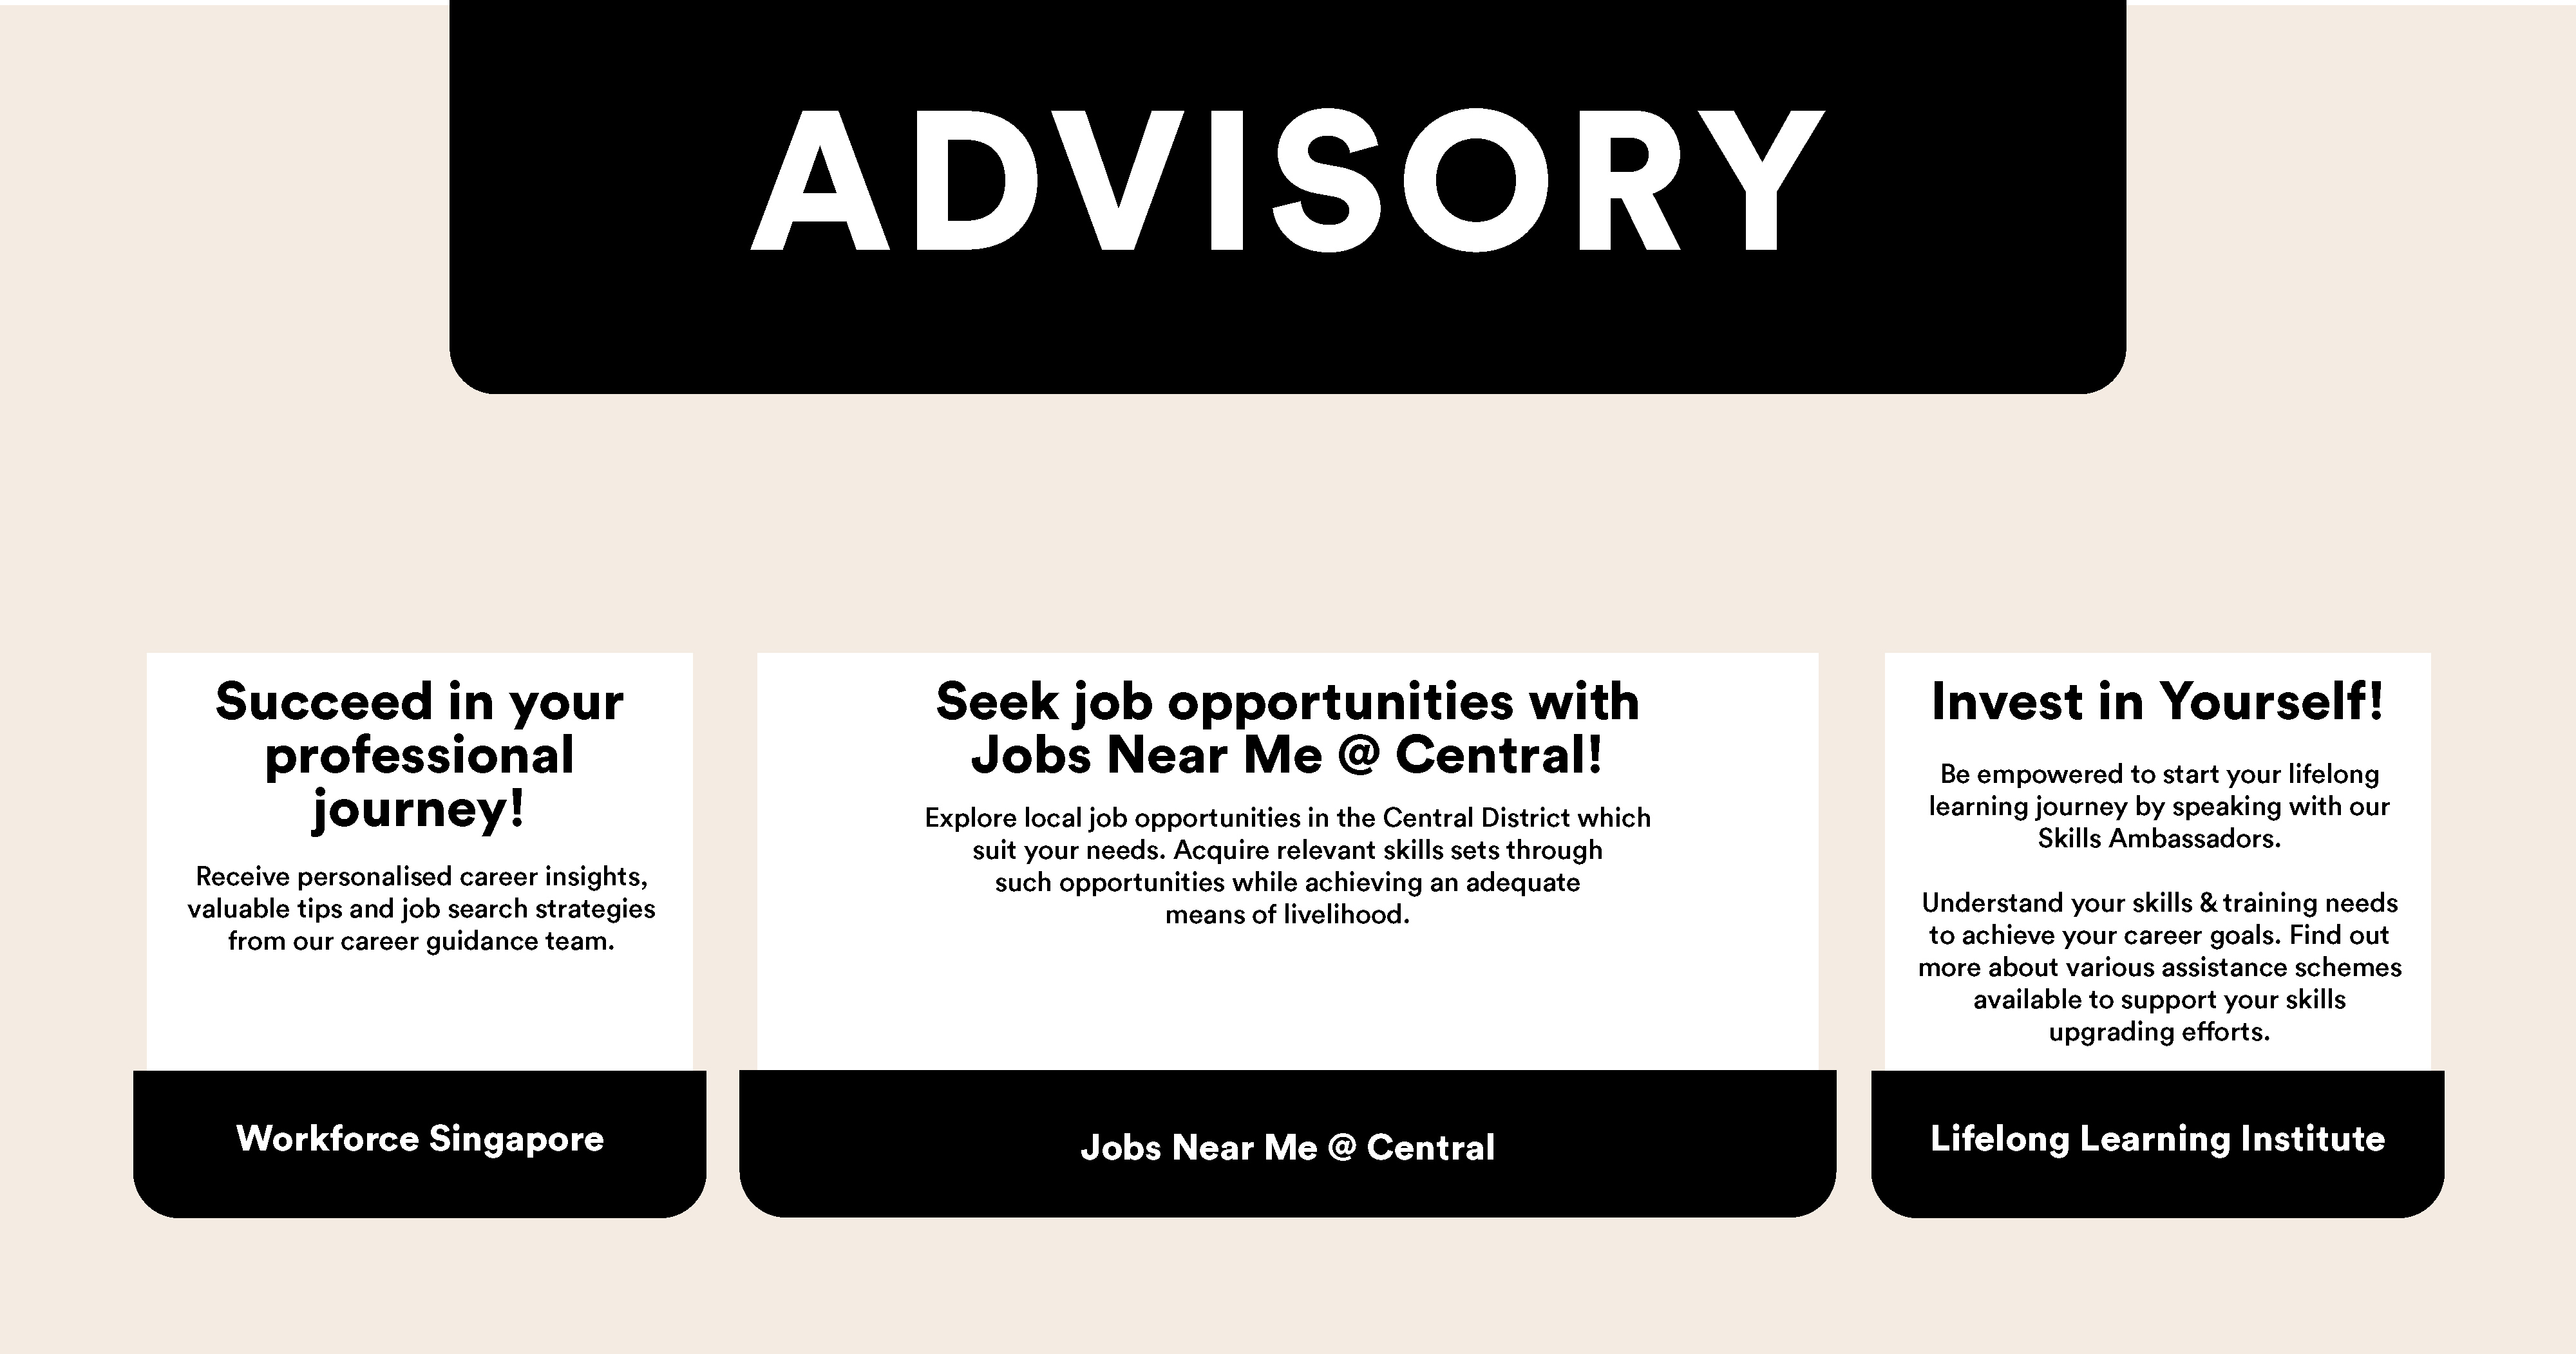 ADVISORY
Succeed in your
professional
journey!
Receive personalised career insights,
valuable tips and job search strategies
from our career guidance team.
Workforce Singapore
Seek job opportunities with
Jobs Near Me @ Central!
Explore local job opportunities in the Central District which
suit your needs. Acquire relevant skills sets through
such opportunities while achieving an adequate
means of livelihood.
Jobs Near Me @ Central
Invest in Yourself!
Be empowered to start your lifelong
learning journey by speaking with our
Skills Ambassadors.
Understand your skills & training needs
to achieve your career goals. Find out
more about various assistance schemes
available to support your skills
upgrading efforts.
Lifelong Learning Institute